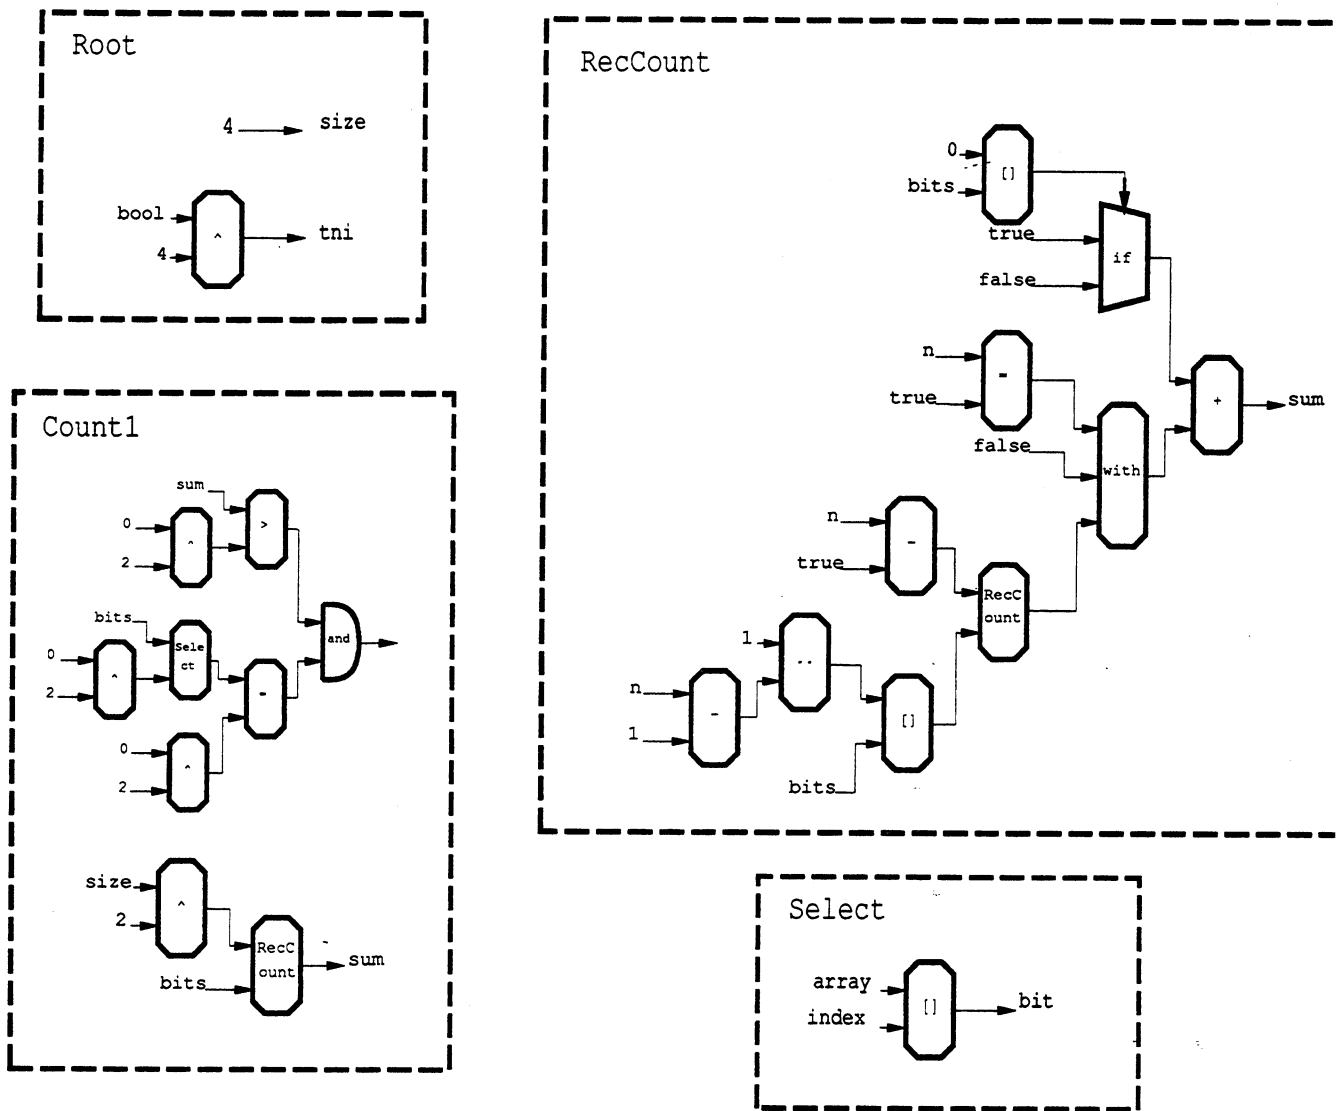 Root
4 size
bool
^ tni
4
Count1
sum
0 >
^
2
bits
and
0 Sele
^ ct
2 =
0
^
2
size
^
2 RecC
ount sum
bits
RecCount
0
[]
bits
true
if
false
n
-
true + sum
false
with
n
-
true RecC
ount
1
..
n
- []
1
bits
Select
array
[] bit
index